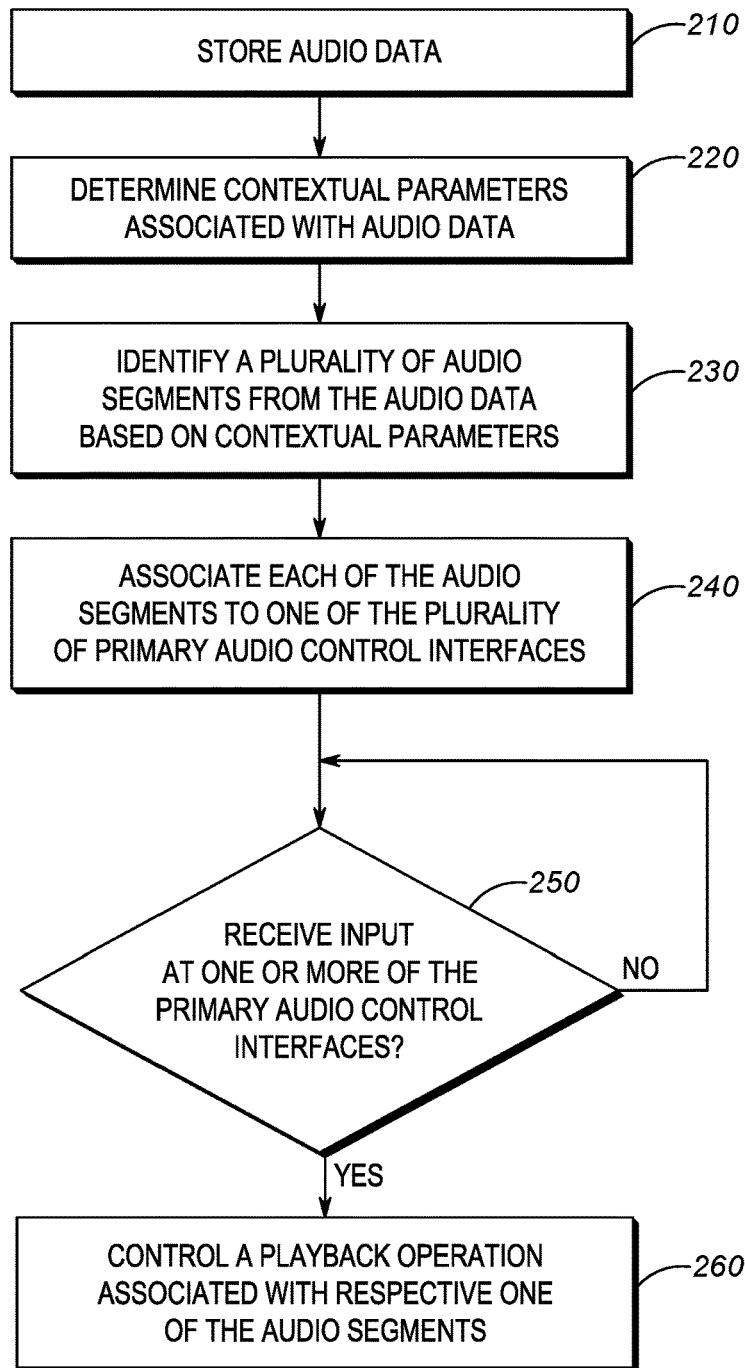 STORE AUDIO DATA
210
DETERMINE CONTEXTUAL PARAMETERS
ASSOCIATED WITH AUDIO DATA
220
IDENTIFY A PLURALITY OF AUDIO
SEGMENTS FROM THE AUDIO DATA
BASED ON CONTEXTUAL PARAMETERS
230
ASSOCIATE EACH OF THE AUDIO
SEGMENTS TO ONE OF THE PLURALITY
OF PRIMARY AUDIO CONTROL INTERFACES
240
250
RECEIVE INPUT
AT ONE OR MORE OF THE
PRIMARY AUDIO CONTROL
INTERFACES?
NO
YES
CONTROL A PLAYBACK OPERATION
ASSOCIATED WITH RESPECTIVE ONE
OF THE AUDIO SEGMENTS
260